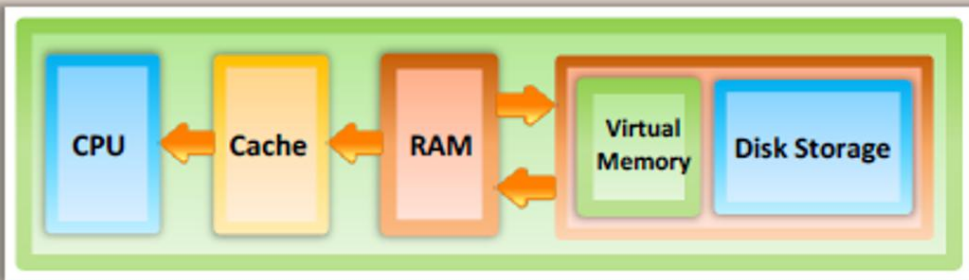 CPU
Cache
RAM
Virtual
Memory
Disk Storage